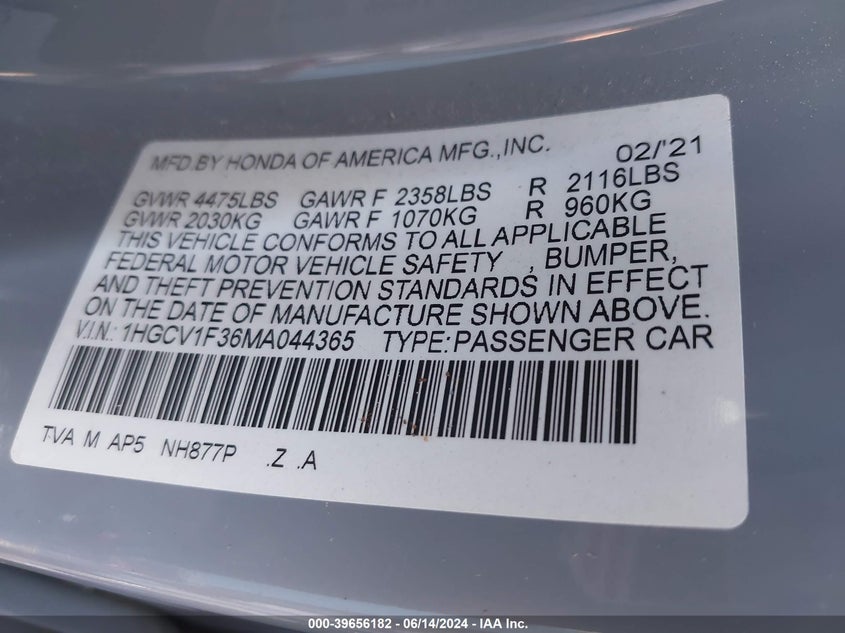 MFD.BY HONDA OF AMERICA MFG.,INC. 02/'21
GVWR 4475LBS GAWR F 2358LBS R 2116LBS
GVWR 2030KG GAWR F 1070KG R 960KG
THIS VEHICLE CONFORMS TO ALL APPLICABLE
FEDERAL MOTOR VEHICLE SAFETY , BUMPER,
AND THEFT PREVENTION STANDARDS IN EFFECT
ON THE DATE OF MANUFACTURE SHOWN ABOVE.
V.I.N.: 1HGCV1F36MA044365 TYPE:PASSENGER CAR
TVA M AP5 NH877P .Z .A
000-39656182 - 06/14/2024 - IAA Inc.